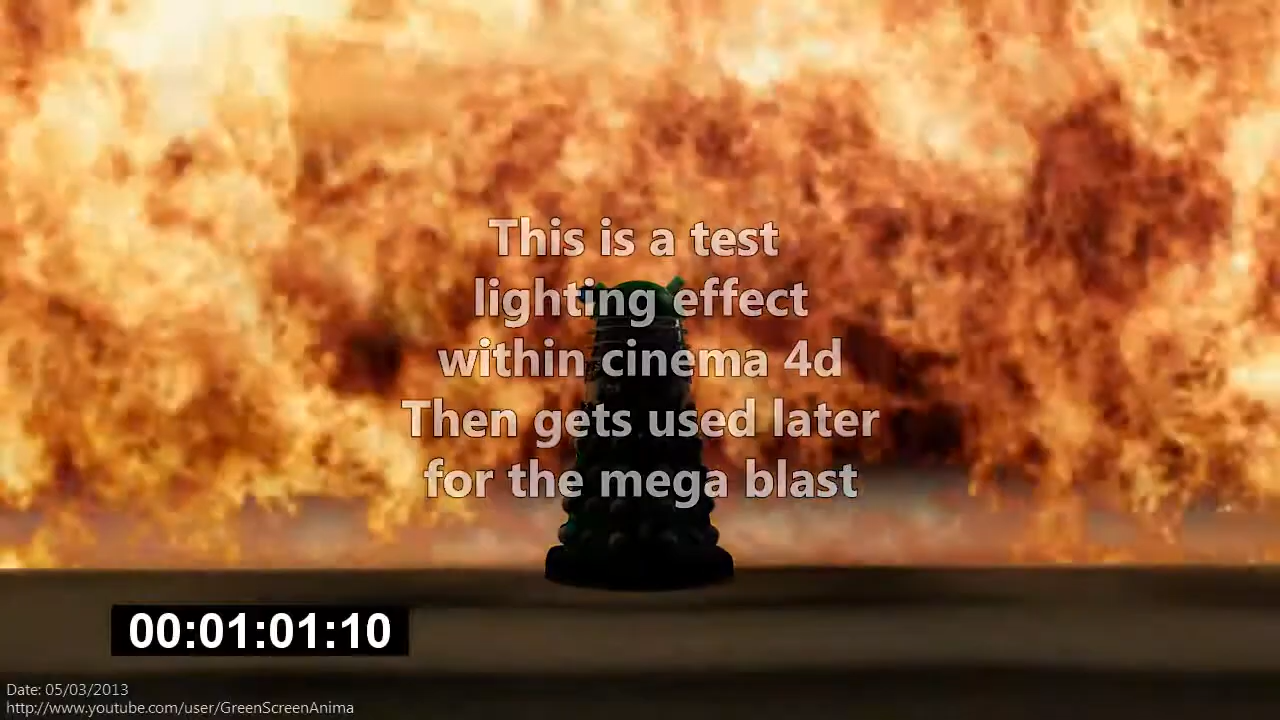 This is a test
lighting effect
within cinema 4d
Then gets used later
for the mega blast
00:01:01:10
Date: 05/03/2013
http://www.youtube.com/user/GreenScreenAnima